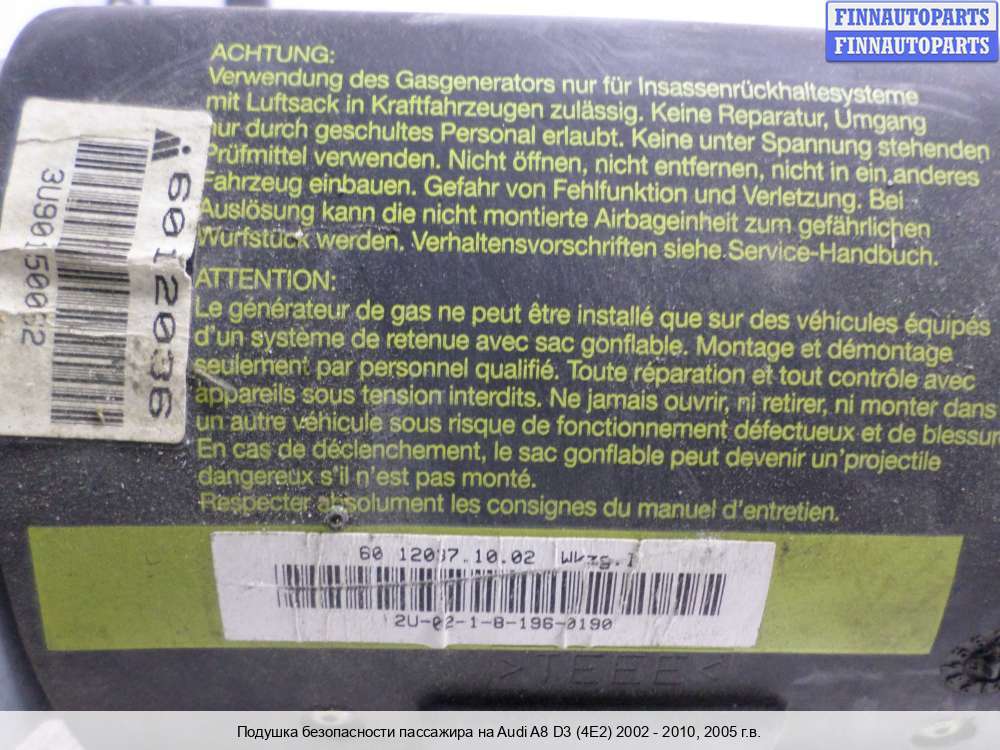 FINNAUTOPARTS
FINNAUTOPARTS
ACHTUNG:
Verwendung des Gasgenerators nur für Insassenrückhaltesysteme
mit Luftsack in Kraftfahrzeugen zulässig. Keine Reparatur, Umgang
nur durch geschultes Personal erlaubt. Keine unter Spannung stehenden
Prüfmittel verwenden. Nicht öffnen, nicht entfernen, nicht in ein anderes
Fahrzeug einbauen. Gefahr von Fehlfunktion und Verletzung. Bei
Auslösung kann die nicht montierte Airbageinheit zum gefährlichen
Wurfstück werden. Verhaltensvorschriften siehe Service-Handbuch.
ATTENTION:
Le générateur de gas ne peut être installé que sur des véhicules équipés
d'un système de retenue avec sac gonflable. Montage et démontage
seulement par personnel qualifié. Toute réparation et tout contrôle avec
appareils sous tension interdits. Ne jamais ouvrir, ni retirer, ni monter dans
un autre véhicule sous risque de fonctionnement défectueux et de blessur
En cas de déclenchement, le sac gonflable peut devenir un'projectile
dangereux s'il n'est pas monté.
Respecter absolument les consignes du manuel d'entretien.
6012036
60 12037.10.02 Wkzg.1
2U-02-1-8-196-0190
>TEEE<
Подушка безопасности пассажира на Audi A8 D3 (4E2) 2002 - 2010, 2005 г.в.